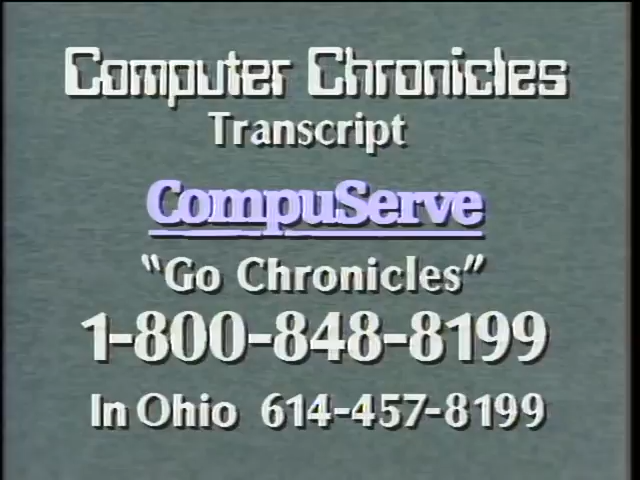 Computer Chronicles
Transcript
CompuServe
"Go Chronicles"
1-800-848-8199
In Ohio 614-457-8199